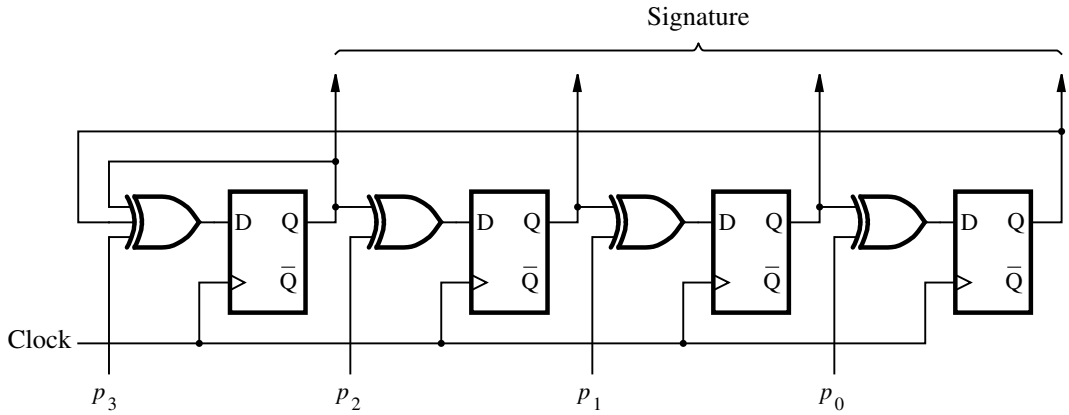 Signature
D Q D Q D Q D Q
Q̅ Q̅ Q̅ Q̅
Clock
p3 p2 p1 p0